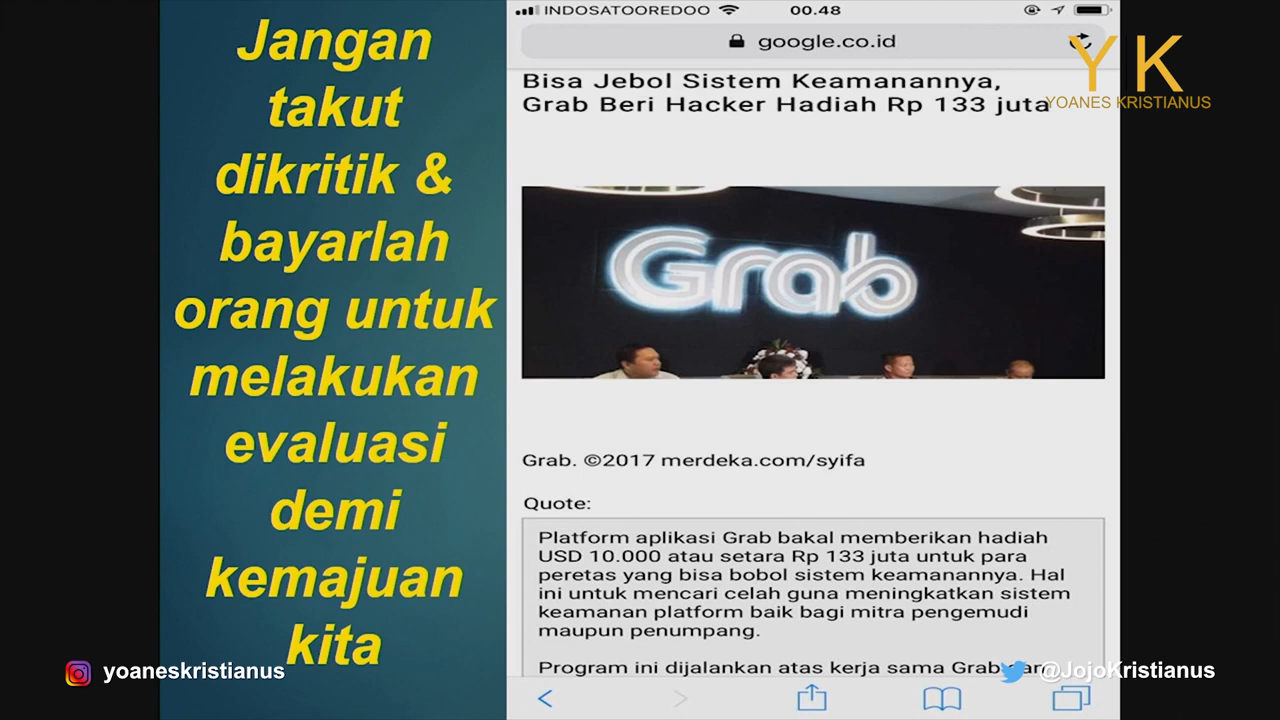 Jangan
takut
dikritik &
bayarlah
orang untuk
melakukan
evaluasi
demi
kemajuan
kita
INDOSATOOREDOO
00.48
google.co.id
Y K
YOANES KRISTIANUS
Bisa Jebol Sistem Keamanannya,
Grab Beri Hacker Hadiah Rp 133 juta
Grab
Grab. ©2017 merdeka.com/syifa
Quote:
Platform aplikasi Grab bakal memberikan hadiah
USD 10.000 atau setara Rp 133 juta untuk para
peretas yang bisa bobol sistem keamanannya. Hal
ini untuk mencari celah guna meningkatkan sistem
keamanan platform baik bagi mitra pengemudi
maupun penumpang.
Program ini dijalankan atas kerja sama Grab
yoaneskristianus
@JojoKristianus